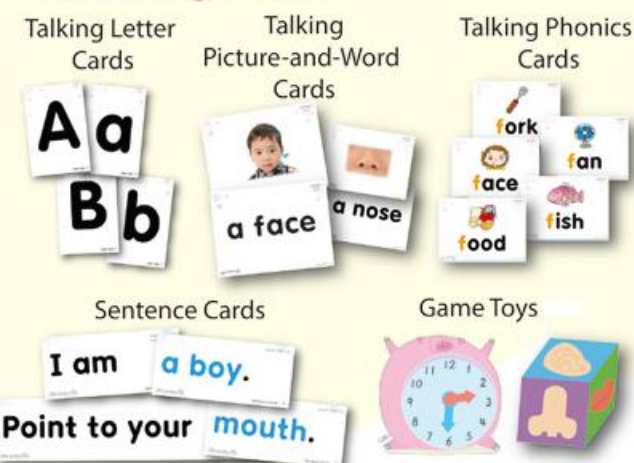 Talking Letter
Cards
Talking
Picture-and-Word
Cards
Talking Phonics
Cards
A a
B b
a face
a nose
fork
fan
face
fish
food
Sentence Cards
Game Toys
I am
a boy.
Point to your
mouth.
12
11 1
10 2
9 3
8 4
7 5
6